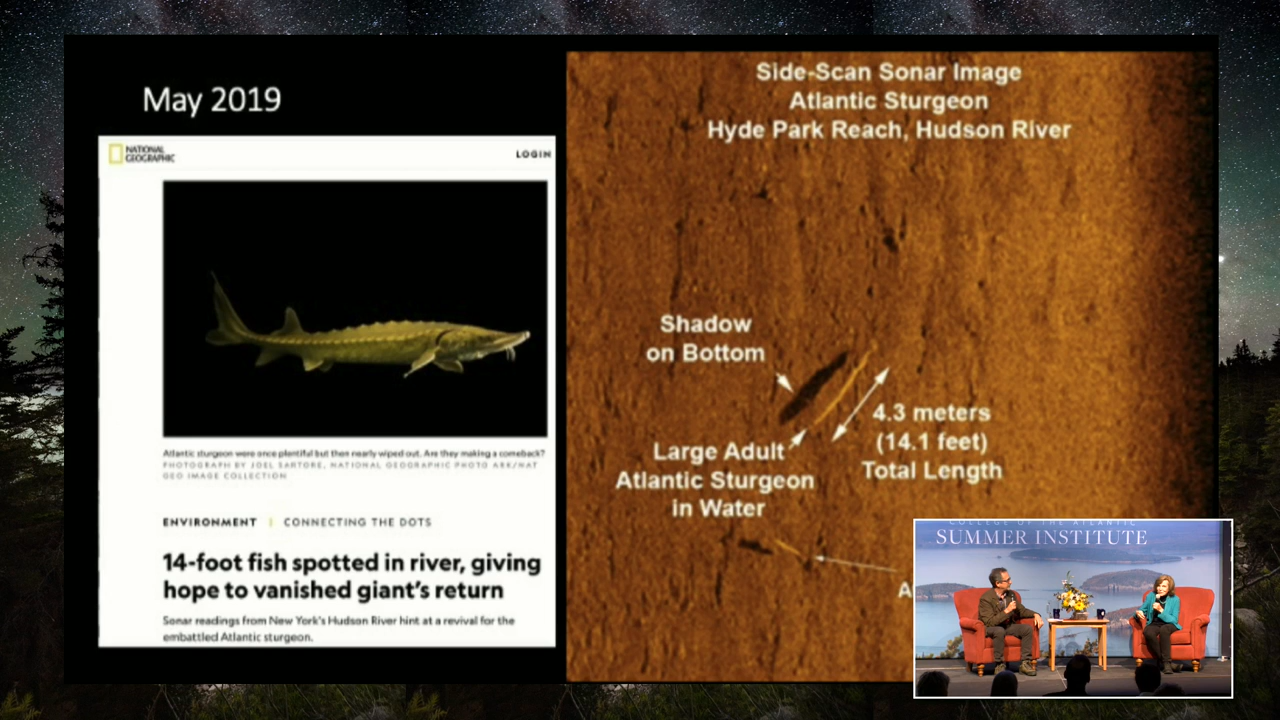 May 2019
NATIONAL
GEOGRAPHIC
LOGIN
Atlantic sturgeon were once plentiful but then nearly wiped out. Are they making a comeback?
PHOTOGRAPH BY JOEL SARTORE, NATIONAL GEOGRAPHIC PHOTO ARK/NAT
GEO IMAGE COLLECTION
ENVIRONMENT | CONNECTING THE DOTS
14-foot fish spotted in river, giving
hope to vanished giant's return
Sonar readings from New York's Hudson River hint at a revival for the
embattled Atlantic sturgeon.
Side-Scan Sonar Image
Atlantic Sturgeon
Hyde Park Reach, Hudson River
Shadow
on Bottom
4.3 meters
(14.1 feet)
Total Length
Large Adult
Atlantic Sturgeon
in Water
A
COLLEGE OF THE ATLANTIC
SUMMER INSTITUTE